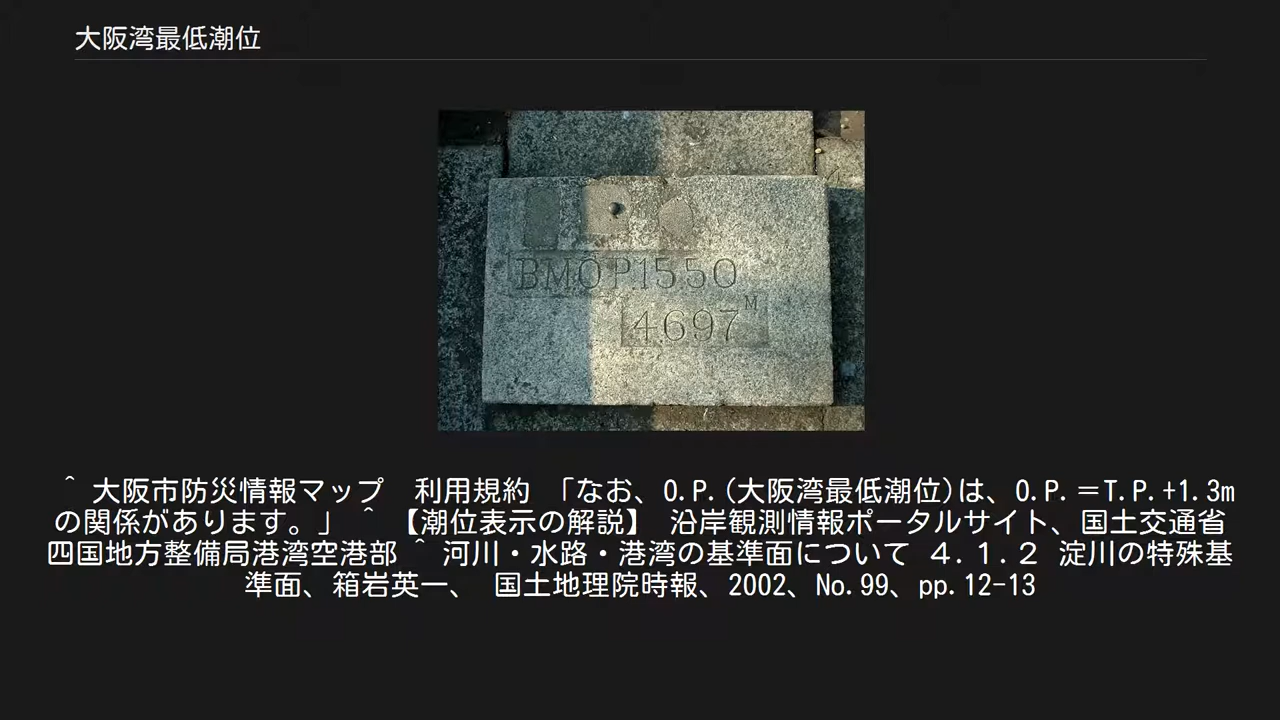 大阪湾最低潮位
BMOP.1550
M
4.697
^ 大阪市防災情報マップ　利用規約 「なお、O.P.(大阪湾最低潮位)は、O.P.＝T.P.+1.3m
の関係があります。」 ^ 【潮位表示の解説】 沿岸観測情報ポータルサイト、国土交通省
四国地方整備局港湾空港部 ^ 河川・水路・港湾の基準面について ４.１.２ 淀川の特殊基
準面、箱岩英一、 国土地理院時報、2002、No.99、pp.12-13